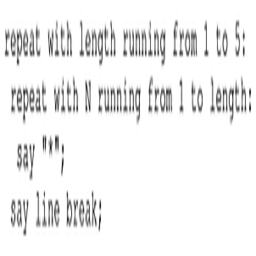 repeat with length running from 1 to 5:
repeat with N running from 1 to length:
say "*";
say line break;